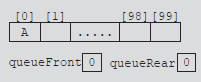 [0] [1] [98] [99]
A .....
queueFront 0 queueRear 0